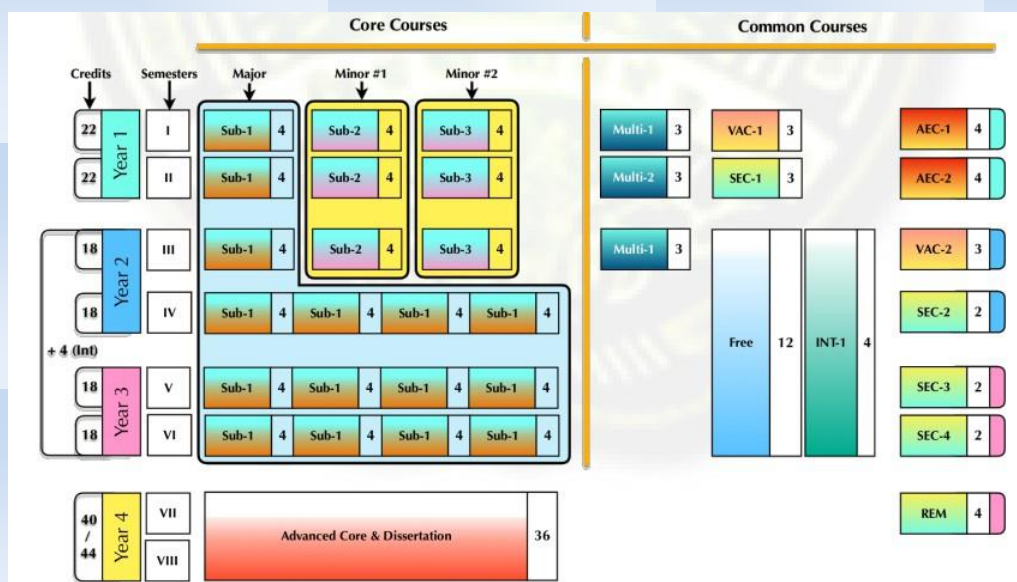 Core Courses
Common Courses
Credits Semesters Major Minor #1 Minor #2
22 Year 1 I Sub-1 4 Sub-2 4 Sub-3 4 Multi-1 3 VAC-1 3 AEC-1 4
22 II Sub-1 4 Sub-2 4 Sub-3 4 Multi-2 3 SEC-1 3 AEC-2 4
18 Year 2 III Sub-1 4 Sub-2 4 Sub-3 4 Multi-1 3 VAC-2 3
18 IV Sub-1 4 Sub-1 4 Sub-1 4 Sub-1 4 Free 12 INT-1 4 SEC-2 2
+ 4 (Int)
18 Year 3 V Sub-1 4 Sub-1 4 Sub-1 4 Sub-1 4 SEC-3 2
18 VI Sub-1 4 Sub-1 4 Sub-1 4 Sub-1 4 SEC-4 2
40 / 44 Year 4 VII Advanced Core & Dissertation 36 REM 4
VIII